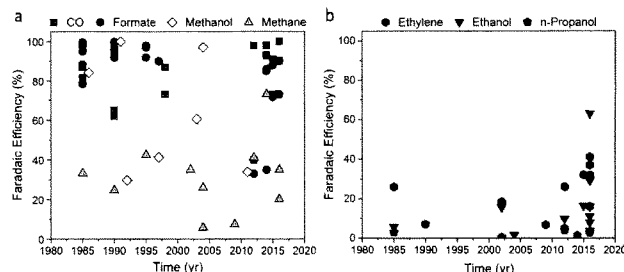 a
CO Formate Methanol Methane
100
80
60
40
20
0
Faradaic Efficiency (%)
1980 1985 1990 1995 2000 2005 2010 2015 2020
Time (yr)
b
Ethylene Ethanol n-Propanol
100
80
60
40
20
0
Faradaic Efficiency (%)
1980 1985 1990 1995 2000 2005 2010 2015 2020
Time (yr)